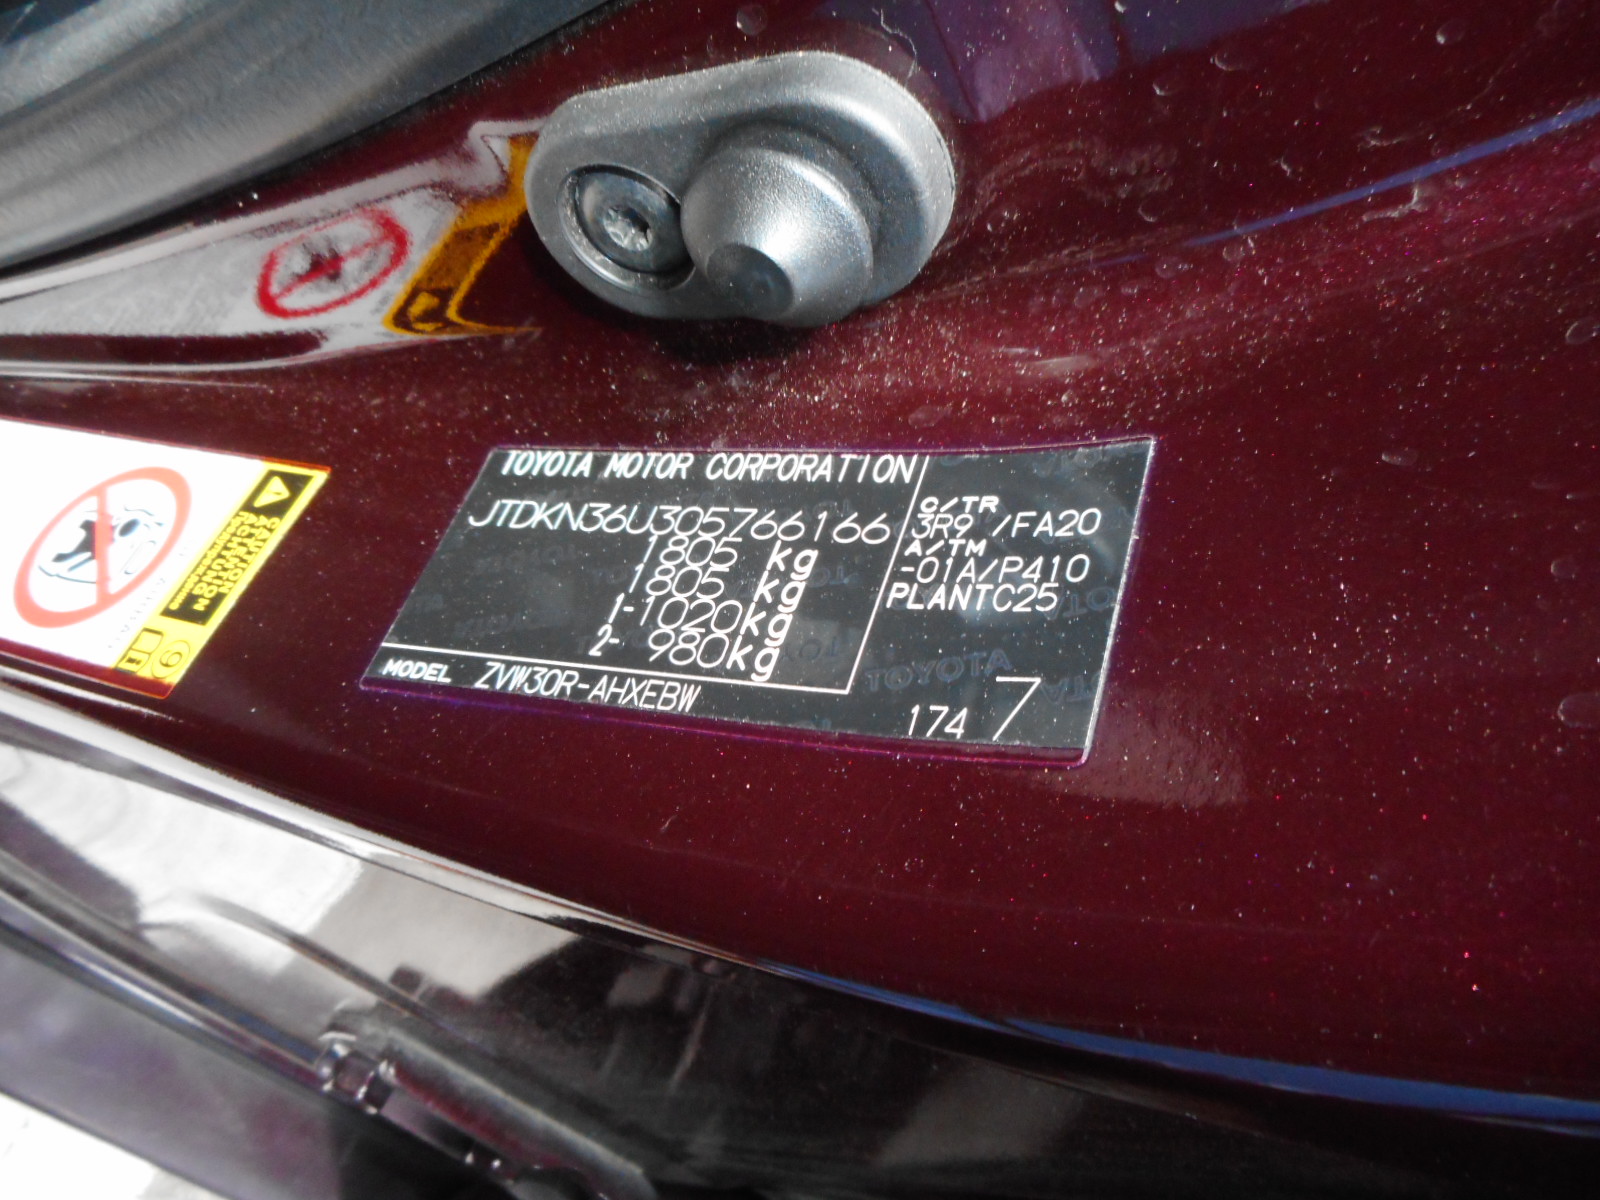 TOYOTA MOTOR CORPORATION
JTDKN36U305766166
1805 kg
1805 kg
1-1020kg
2- 980kg
MODEL ZVW30R-AHXEBW
C/TR
3R9 /FA20
A/TM
-01A/P410
PLANTC25
174 7
TOYOTA